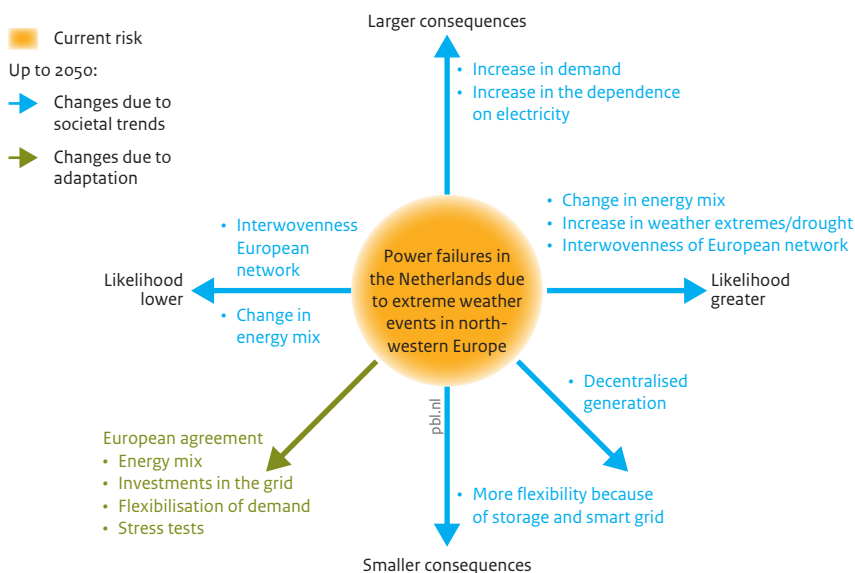 Current risk
Up to 2050:
Changes due to
societal trends
Changes due to
adaptation
Larger consequences
• Increase in demand
• Increase in the dependence
on electricity
• Change in energy mix
• Increase in weather extremes/drought
• Interwovenness of European network
• Interwovenness
European
network
Likelihood
lower
• Change in
energy mix
Power failures in
the Netherlands due
to extreme weather
events in north-
western Europe
Likelihood
greater
• Decentralised
generation
pbl.nl
European agreement
• Energy mix
• Investments in the grid
• Flexibilisation of demand
• Stress tests
• More flexibility because
of storage and smart grid
Smaller consequences